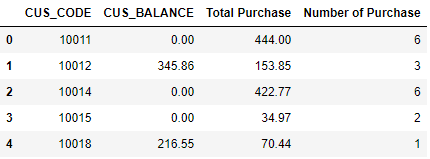 CUS_CODE CUS_BALANCE Total Purchase Number of Purchase
0 10011 0.00 444.00 6
1 10012 345.86 153.85 3
2 10014 0.00 422.77 6
3 10015 0.00 34.97 2
4 10018 216.55 70.44 1